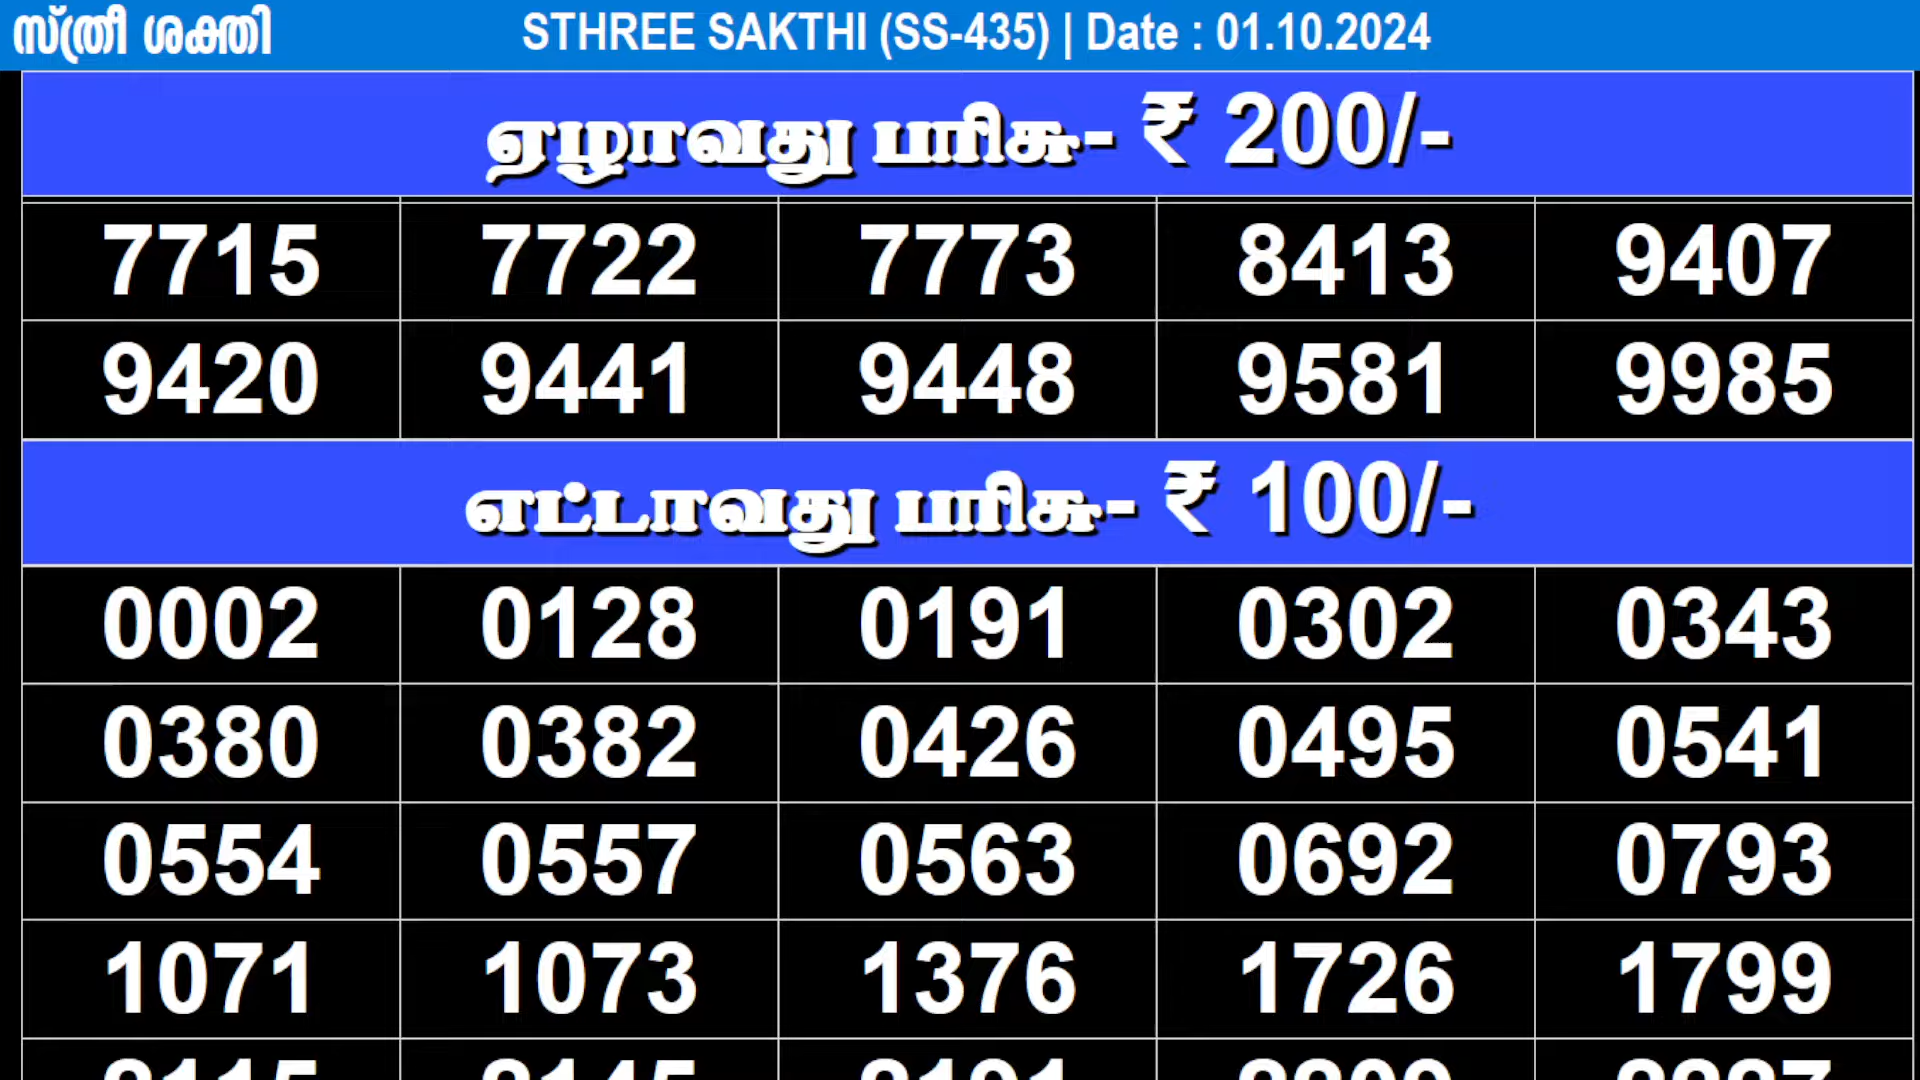 സ്ത്രീ ശക്തി STHREE SAKTHI (SS-435) | Date : 01.10.2024
ஏழாவது பரிசு- ₹ 200/-
7715 7722 7773 8413 9407
9420 9441 9448 9581 9985
எட்டாவது பரிசு- ₹ 100/-
0002 0128 0191 0302 0343
0380 0382 0426 0495 0541
0554 0557 0563 0692 0793
1071 1073 1376 1726 1799